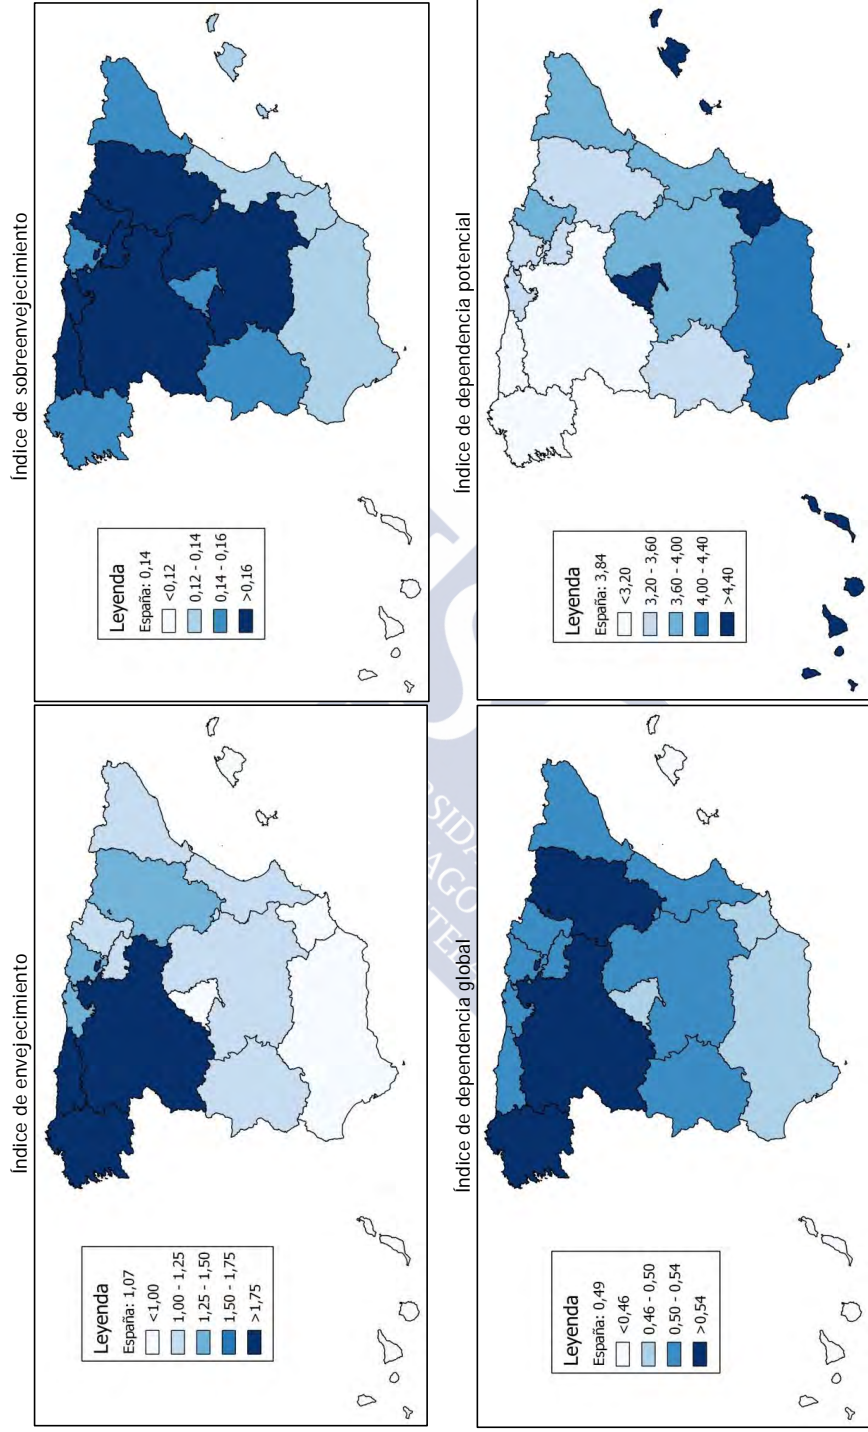 Índice de envejecimiento
Leyenda
España: 1,07
<1,00
1,00 - 1,25
1,25 - 1,50
1,50 - 1,75
>1,75
Índice de sobreenvejecimiento
Leyenda
España: 0,14
<0,12
0,12 - 0,14
0,14 - 0,16
>0,16
Índice de dependencia global
Leyenda
España: 0,49
<0,46
0,46 - 0,50
0,50 - 0,54
>0,54
Índice de dependencia potencial
Leyenda
España: 3,84
<3,20
3,20 - 3,60
3,60 - 4,00
4,00 - 4,40
>4,40